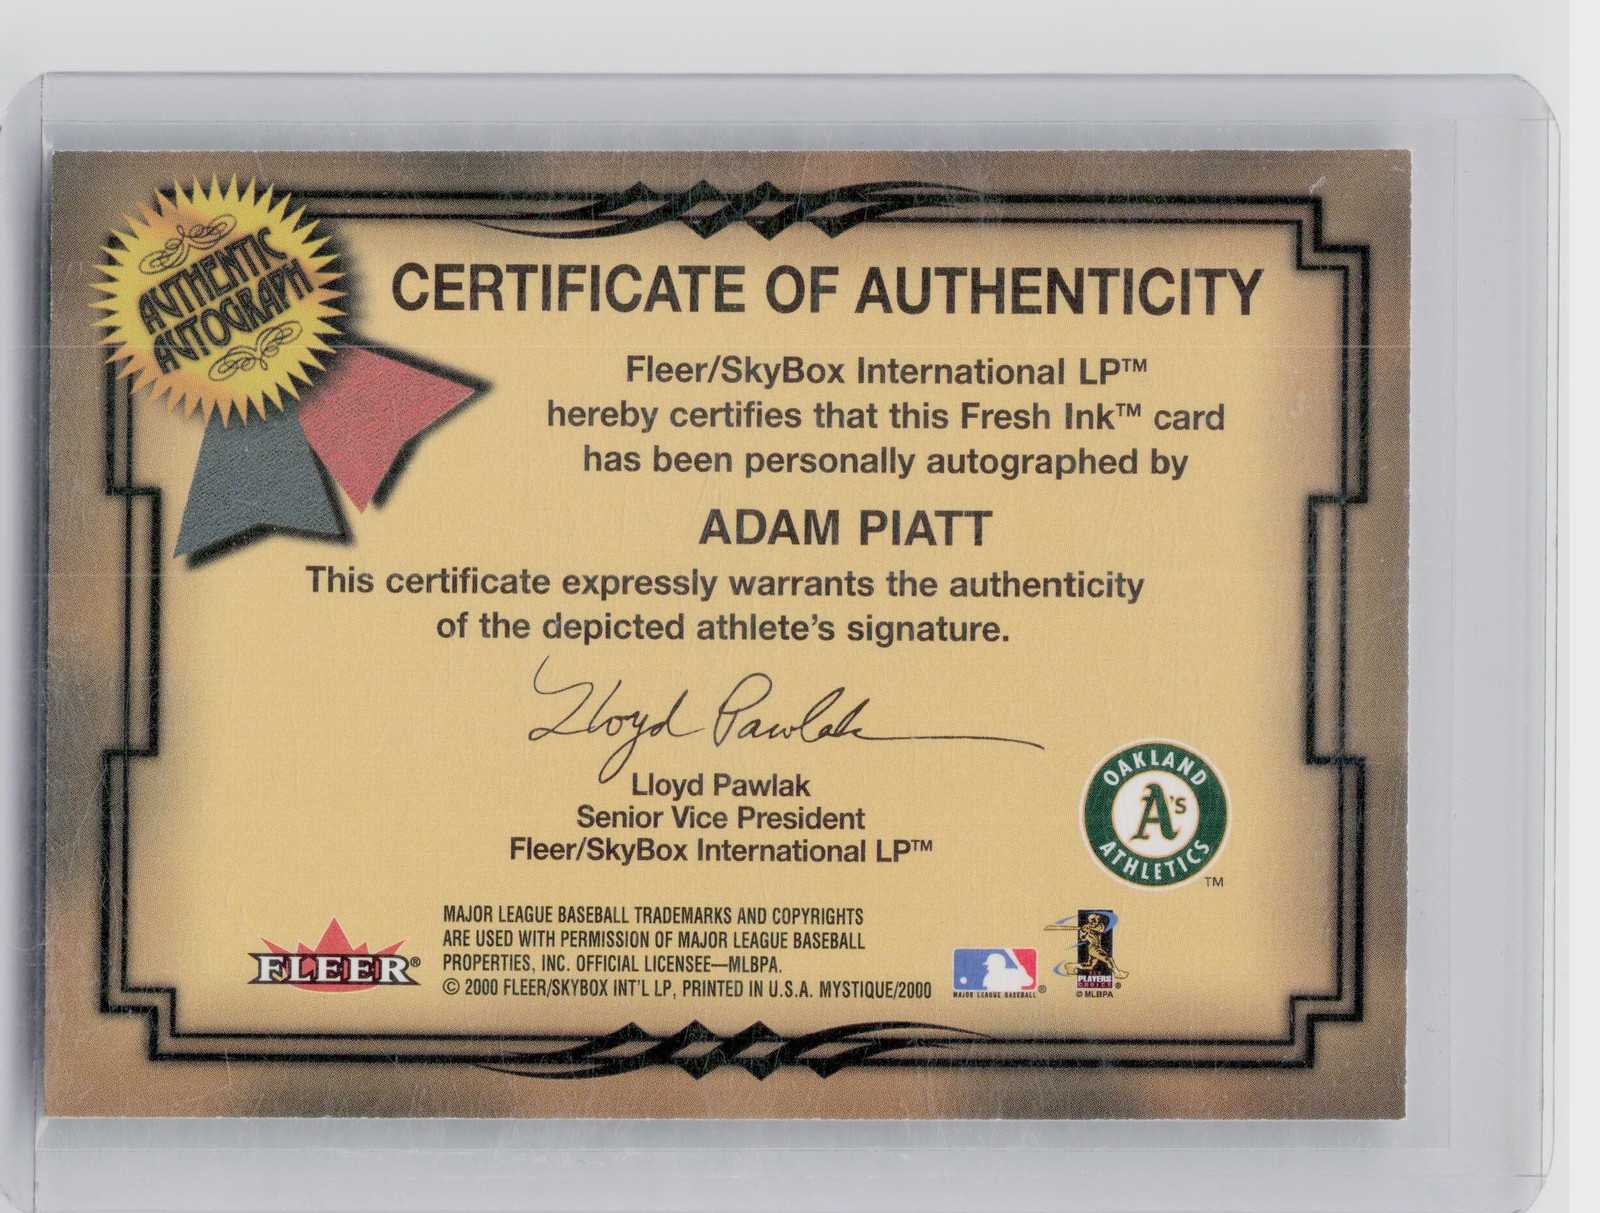 AUTHENTIC
AUTOGRAPH
CERTIFICATE OF AUTHENTICITY
Fleer/SkyBox International LP™
hereby certifies that this Fresh Ink™ card
has been personally autographed by
ADAM PIATT
This certificate expressly warrants the authenticity
of the depicted athlete's signature.
Lloyd Pawlak
Lloyd Pawlak
Senior Vice President
Fleer/SkyBox International LP™
OAKLAND
A's
ATHLETICS
TM
FLEER®
MAJOR LEAGUE BASEBALL TRADEMARKS AND COPYRIGHTS
ARE USED WITH PERMISSION OF MAJOR LEAGUE BASEBALL
PROPERTIES, INC. OFFICIAL LICENSEE—MLBPA.
© 2000 FLEER/SKYBOX INT'L LP, PRINTED IN U.S.A. MYSTIQUE/2000
MAJOR LEAGUE BASEBALL®
PLAYERS
CHOICE®
© MLBPA